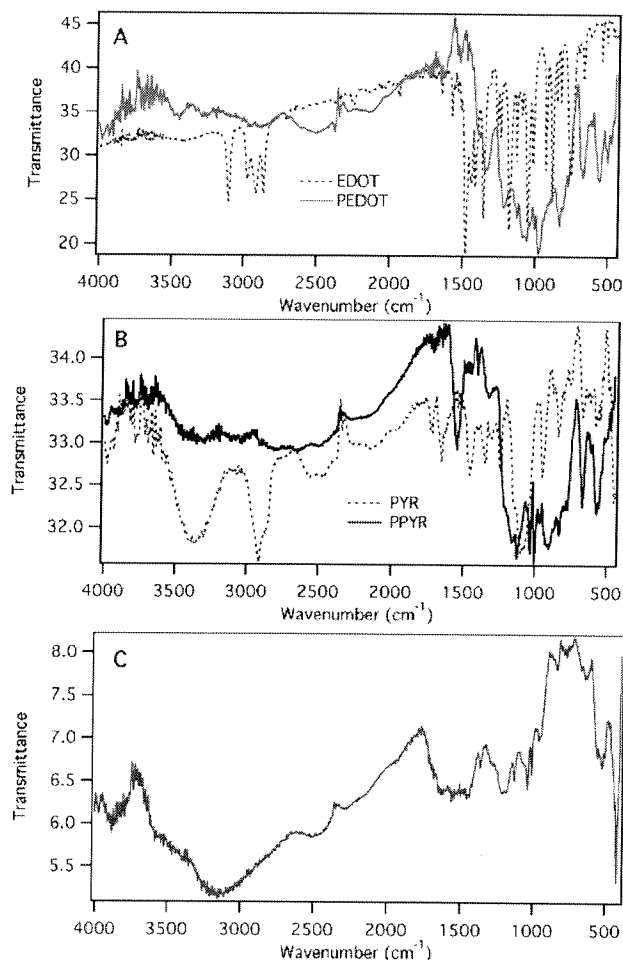 A
45
40
35
30
25
20
Transmittance
EDOT
PEDOT
4000 3500 3000 2500 2000 1500 1000 500
Wavenumber (cm-1)
B
34.0
33.5
33.0
32.5
32.0
Transmittance
PYR
PPYR
4000 3500 3000 2500 2000 1500 1000 500
Wavenumber (cm-1)
C
8.0
7.5
7.0
6.5
6.0
5.5
Transmittance
4000 3500 3000 2500 2000 1500 1000 500
Wavenumber (cm-1)